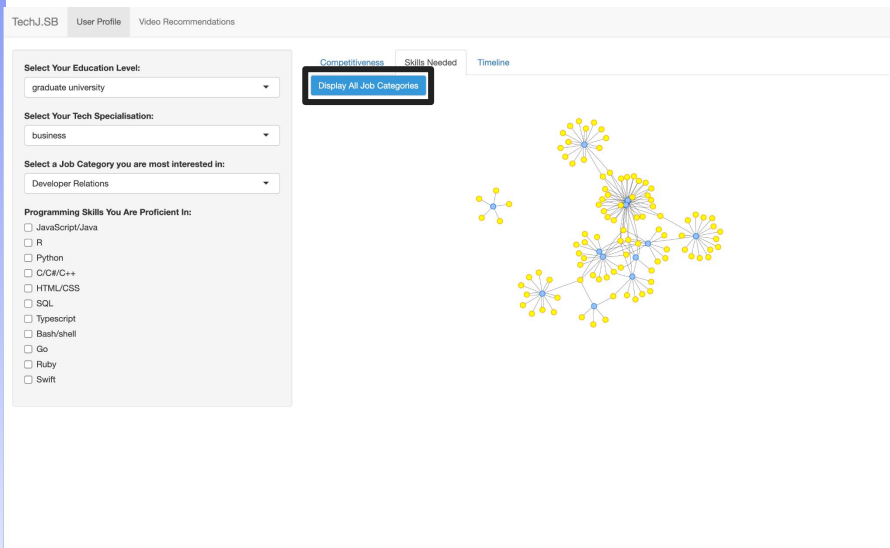 TechJ.SB User Profile Video Recommendations
Select Your Education Level:
graduate university
Select Your Tech Specialisation:
business
Select a Job Category you are most interested in:
Developer Relations
Programming Skills You Are Proficient In:
JavaScript/Java
R
Python
C/C#/C++
HTML/CSS
SQL
Typescript
Bash/shell
Go
Ruby
Swift
Competitiveness Skills Needed Timeline
Display All Job Categories